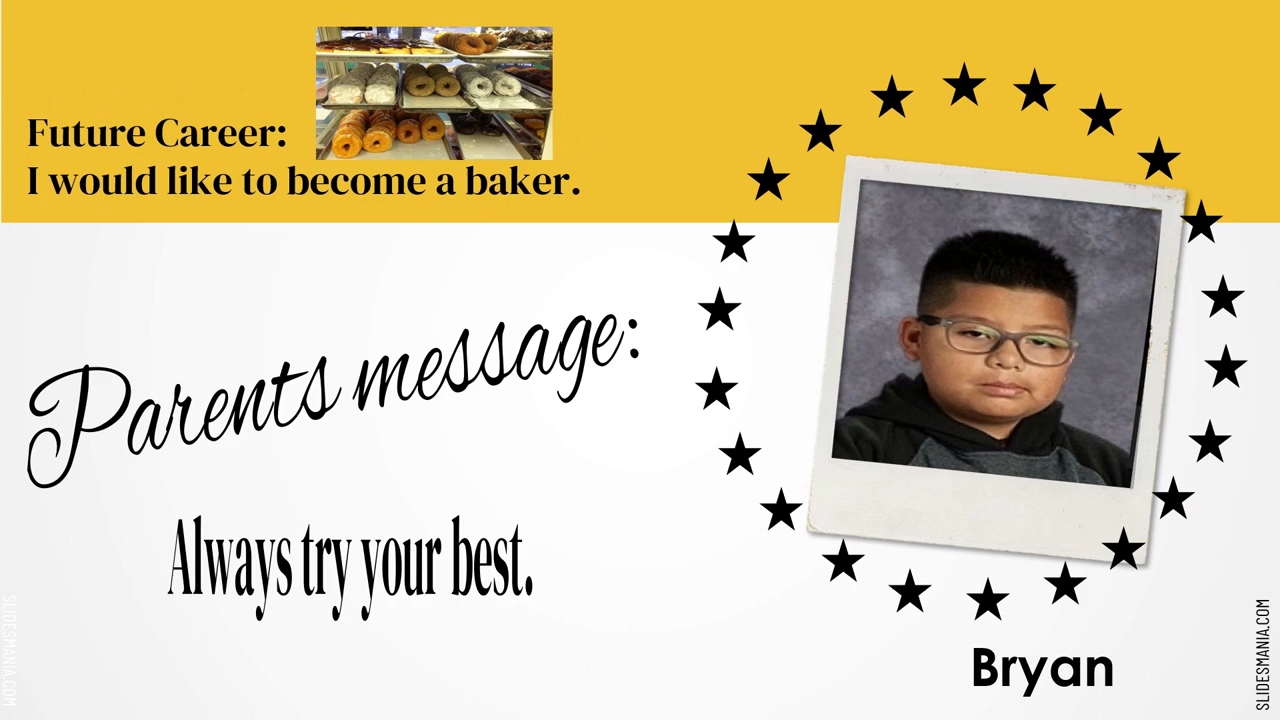 Future Career:
I would like to become a baker.
Parents message:
Always try your best.
Bryan
SLIDESMANIA.COM
SLIDESMANIA.COM